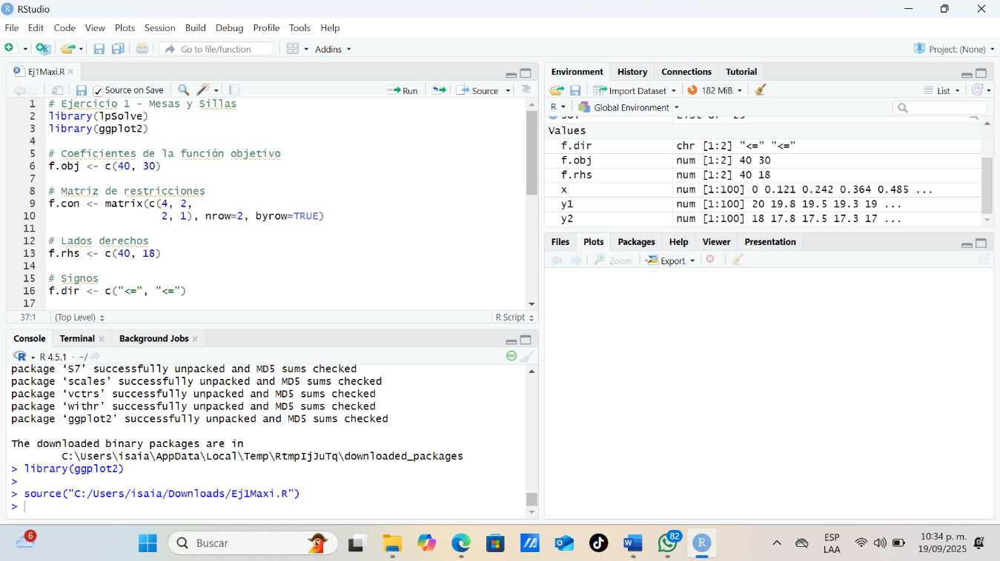 RStudio
File Edit Code View Plots Session Build Debug Profile Tools Help
Go to file/function Addins Project: (None)
Ej1Maxi.R
Source on Save Run Source
1 # Ejercicio 1 - Mesas y Sillas
2 library(lpSolve)
3 library(ggplot2)
4
5 # Coeficientes de la función objetivo
6 f.obj <- c(40, 30)
7
8 # Matriz de restricciones
9 f.con <- matrix(c(4, 2,
10 2, 1), nrow=2, byrow=TRUE)
11
12 # Lados derechos
13 f.rhs <- c(40, 18)
14
15 # Signos
16 f.dir <- c("<=", "<=")
17
37:1 (Top Level) R Script
Console Terminal Background Jobs
R 4.5.1 · ~/
package ‘S7’ successfully unpacked and MD5 sums checked
package ‘scales’ successfully unpacked and MD5 sums checked
package ‘vctrs’ successfully unpacked and MD5 sums checked
package ‘withr’ successfully unpacked and MD5 sums checked
package ‘ggplot2’ successfully unpacked and MD5 sums checked
The downloaded binary packages are in
C:\Users\isaia\AppData\Local\Temp\RtmpIjJuTq\downloaded_packages
> library(ggplot2)
>
> source("C:/Users/isaia/Downloads/Ej1Maxi.R")
>
Environment History Connections Tutorial
Import Dataset 182 MiB List
R Global Environment
Values
f.dir chr [1:2] "<=" "<="
f.obj num [1:2] 40 30
f.rhs num [1:2] 40 18
x num [1:100] 0 0.121 0.242 0.364 0.485 ...
y1 num [1:100] 20 19.8 19.5 19.3 19 ...
y2 num [1:100] 18 17.8 17.5 17.3 17 ...
Files Plots Packages Help Viewer Presentation
Zoom Export
6
Buscar
82
ESP
LAA
10:34 p. m.
19/09/2025